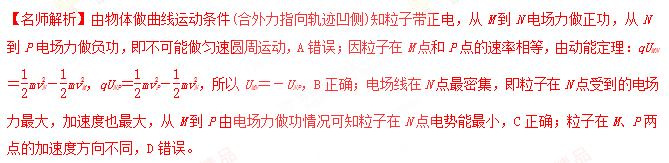 【名师解析】由物体做曲线运动条件(合外力指向轨迹凹侧)知粒子带正电，从 M 到 N 电场力做正功，从 N
到 P 电场力做负功，即不可能做匀速圆周运动，A 错误；因粒子在 M 点和 P 点的速率相等，由动能定理：qU_{MN}
＝\frac{1}{2}mv_N^2－\frac{1}{2}mv_M^2，qU_{NP}＝\frac{1}{2}mv_P^2－\frac{1}{2}mv_N^2，所以 U_{MN}＝－U_{NP}，B 正确；电场线在 N 点最密集，即粒子在 N 点受到的电场
力最大，加速度也最大，从 M 到 P 由电场力做功情况可知粒子在 N 点电势能最小，C 正确；粒子在 M、P 两
点的加速度方向不同，D 错误。